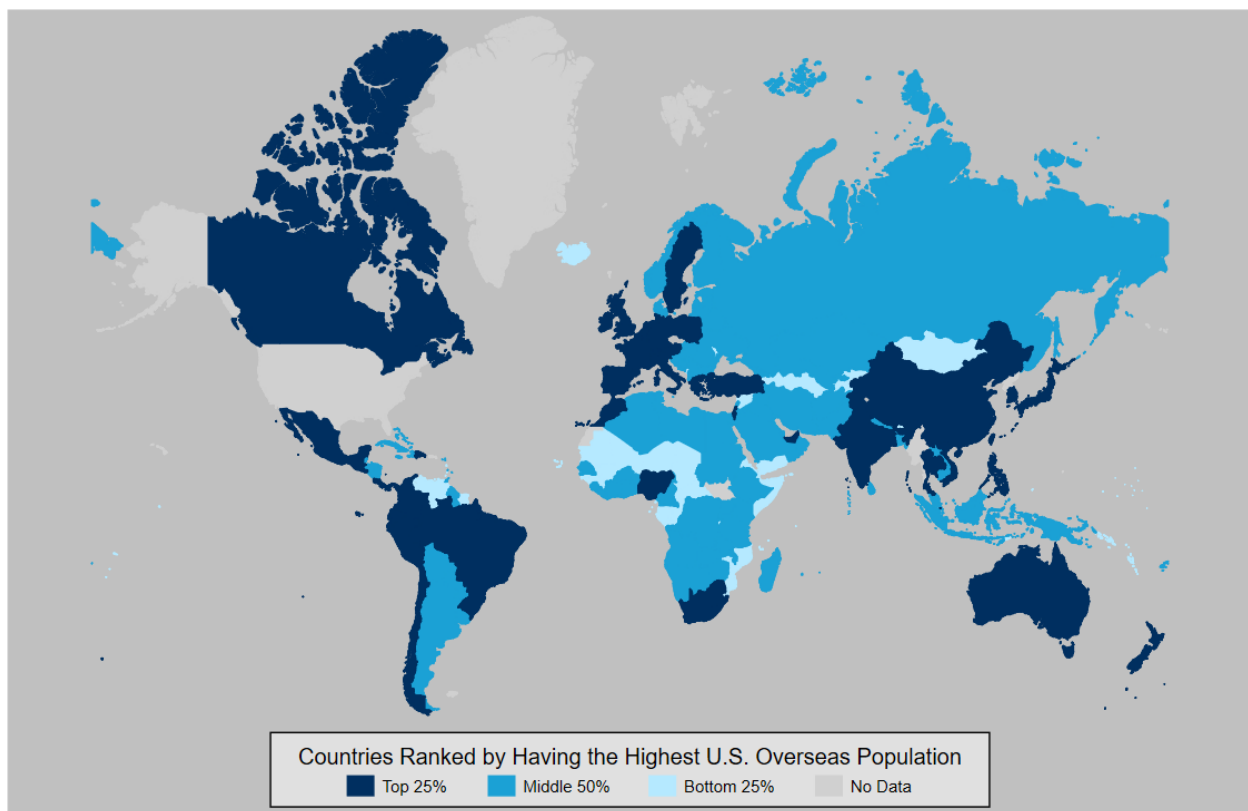 Countries Ranked by Having the Highest U.S. Overseas Population
Top 25% Middle 50% Bottom 25% No Data